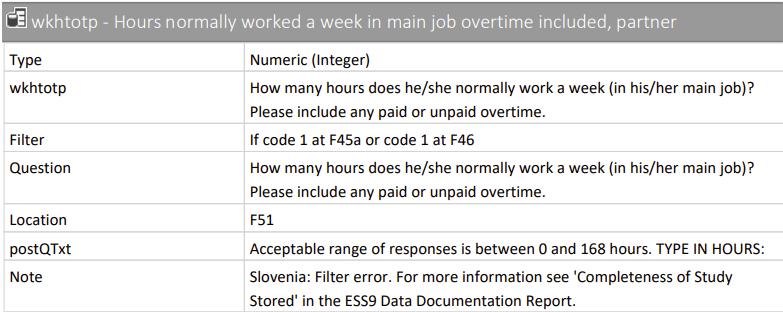 wkhtotp - Hours normally worked a week in main job overtime included, partner
Type Numeric (Integer)
wkhtotp How many hours does he/she normally work a week (in his/her main job)?
Please include any paid or unpaid overtime.
Filter If code 1 at F45a or code 1 at F46
Question How many hours does he/she normally work a week (in his/her main job)?
Please include any paid or unpaid overtime.
Location F51
postQTxt Acceptable range of responses is between 0 and 168 hours. TYPE IN HOURS:
Note Slovenia: Filter error. For more information see 'Completeness of Study
Stored' in the ESS9 Data Documentation Report.